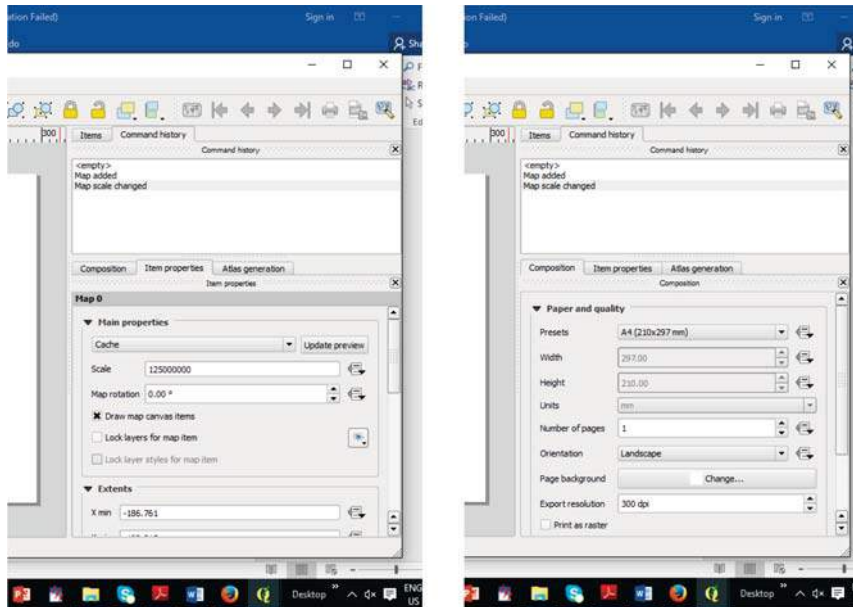 ation Failed)
Sign in
do
Sha
F
R
S
Ed
300
Items
Command history
Command history
<empty>
Map added
Map scale changed
Composition
Item properties
Atlas generation
Item properties
Map 0
Main properties
Cache
Update preview
Scale
125000000
Map rotation
0.00 °
Draw map canvas items
Lock layers for map item
Lock layer styles for map item
Extents
X min
-186.761
Desktop
ENG
US
ion Failed)
Sign in
300
Items
Command history
Command history
<empty>
Map added
Map scale changed
Composition
Item properties
Atlas generation
Composition
Paper and quality
Presets
A4 (210x297 mm)
Width
297.00
Height
210.00
Units
mm
Number of pages
1
Orientation
Landscape
Page background
Change...
Export resolution
300 dpi
Print as raster
Desktop